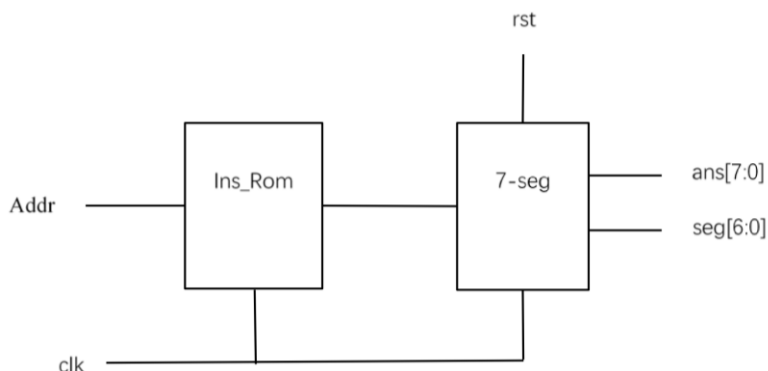 rst
Ins_Rom
7-seg
ans[7:0]
Addr
seg[6:0]
clk